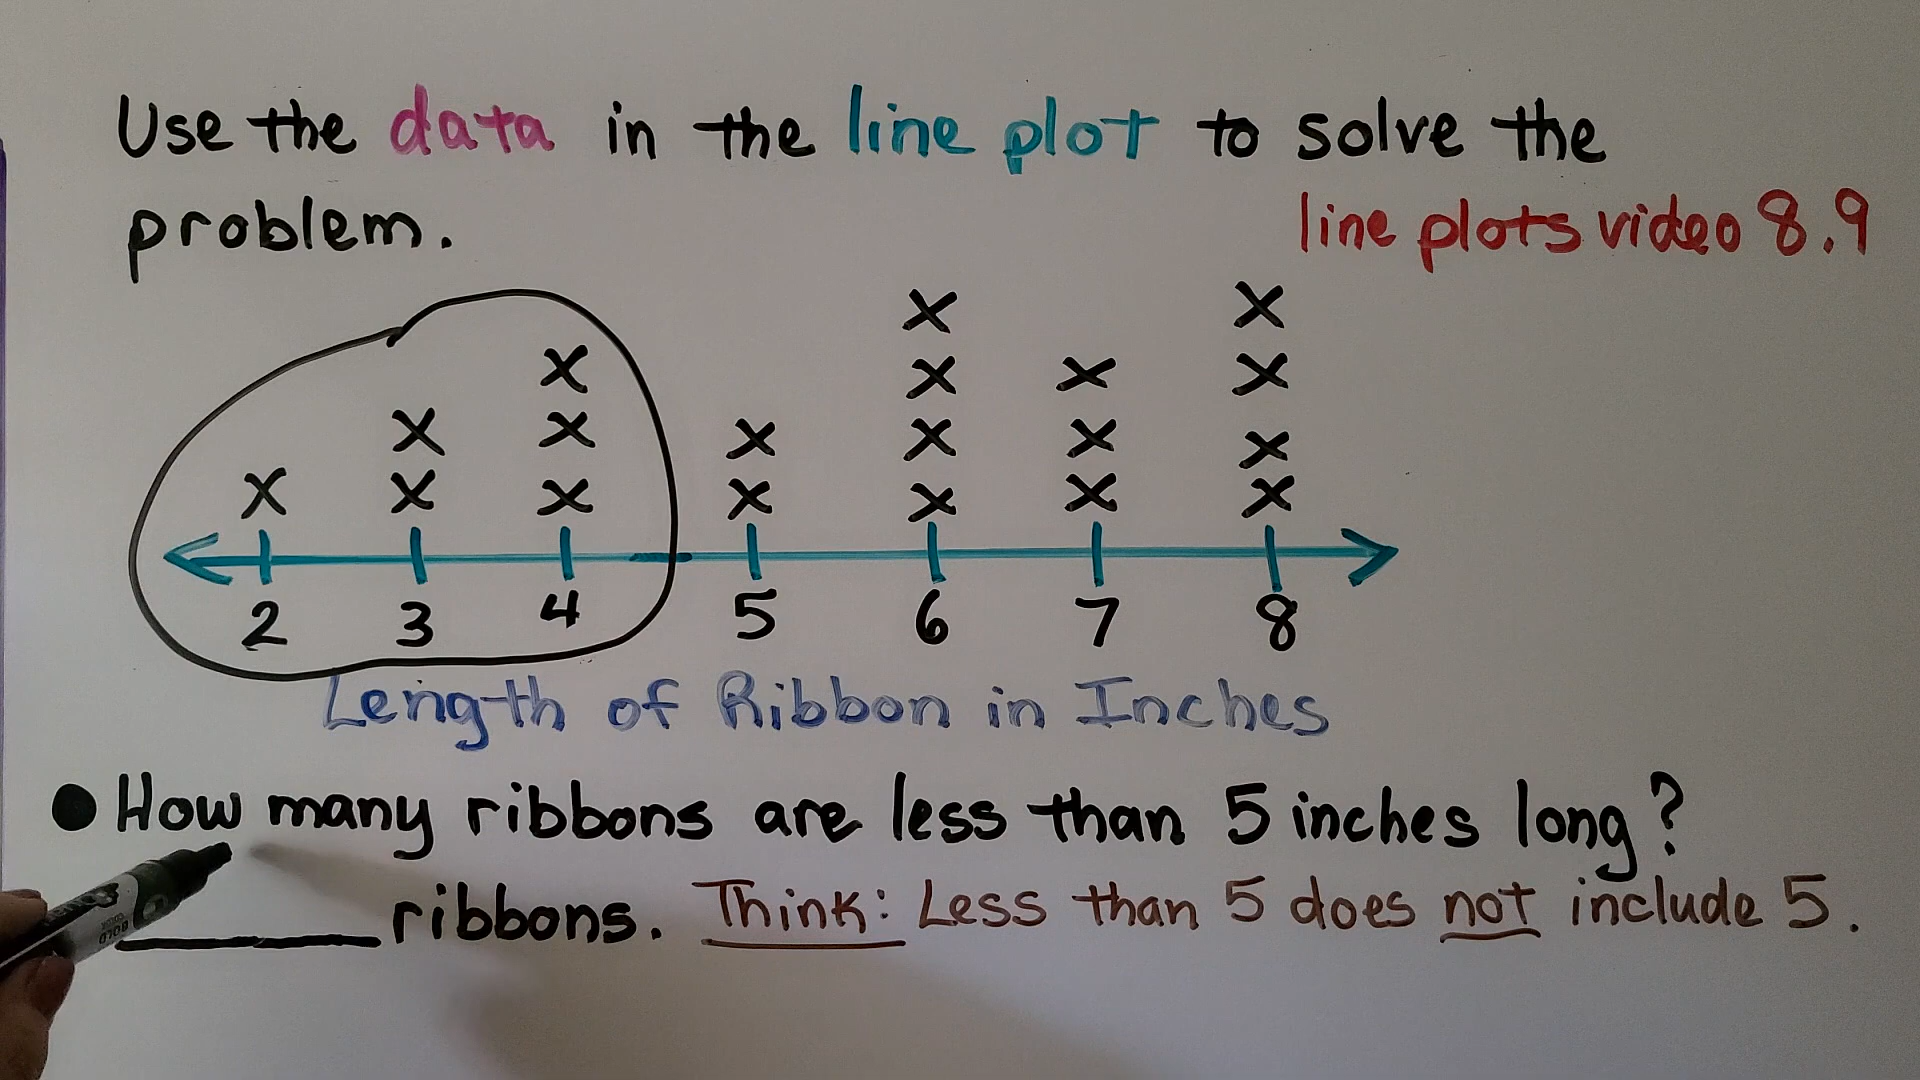 Use the data in the line plot to solve the
problem.
line plots video 8.9
x x
x x x x
x x x x x x
x x x x x x x
2 3 4 5 6 7 8
Length of Ribbon in Inches
● How many ribbons are less than 5 inches long?
______ ribbons. Think: Less than 5 does not include 5.
BOLD